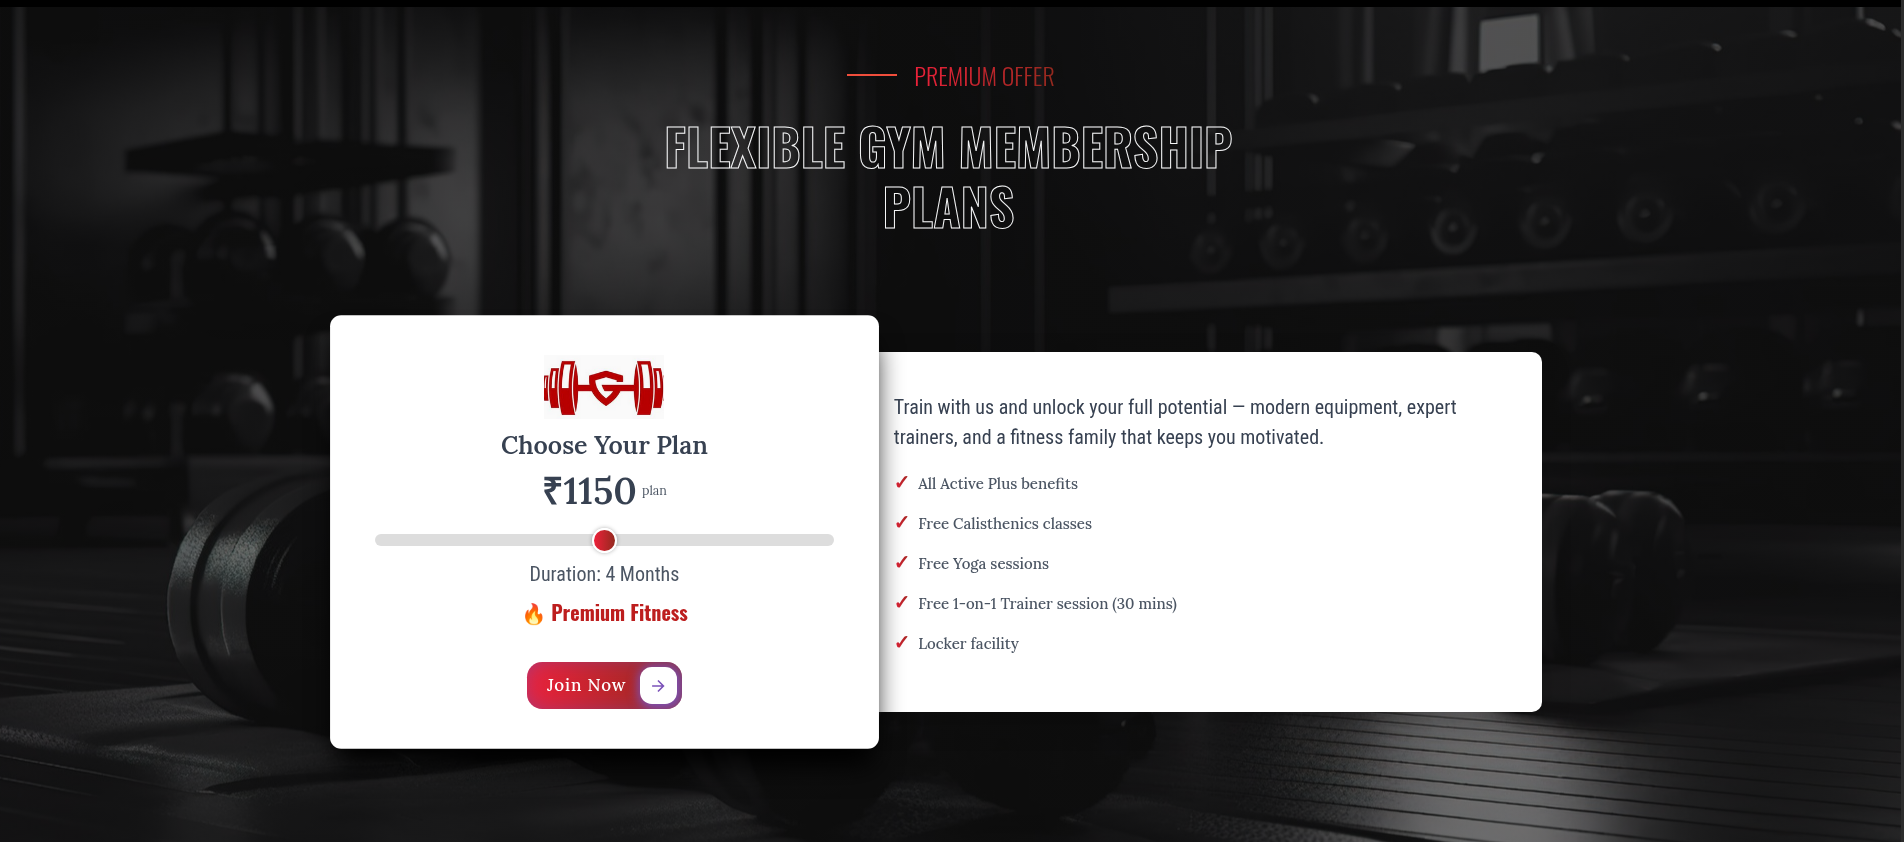 PREMIUM OFFER
FLEXIBLE GYM MEMBERSHIP
PLANS
G
Choose Your Plan
₹1150 plan
Duration: 4 Months
🔥 Premium Fitness
Join Now →
Train with us and unlock your full potential — modern equipment, expert
trainers, and a fitness family that keeps you motivated.
✓ All Active Plus benefits
✓ Free Calisthenics classes
✓ Free Yoga sessions
✓ Free 1-on-1 Trainer session (30 mins)
✓ Locker facility